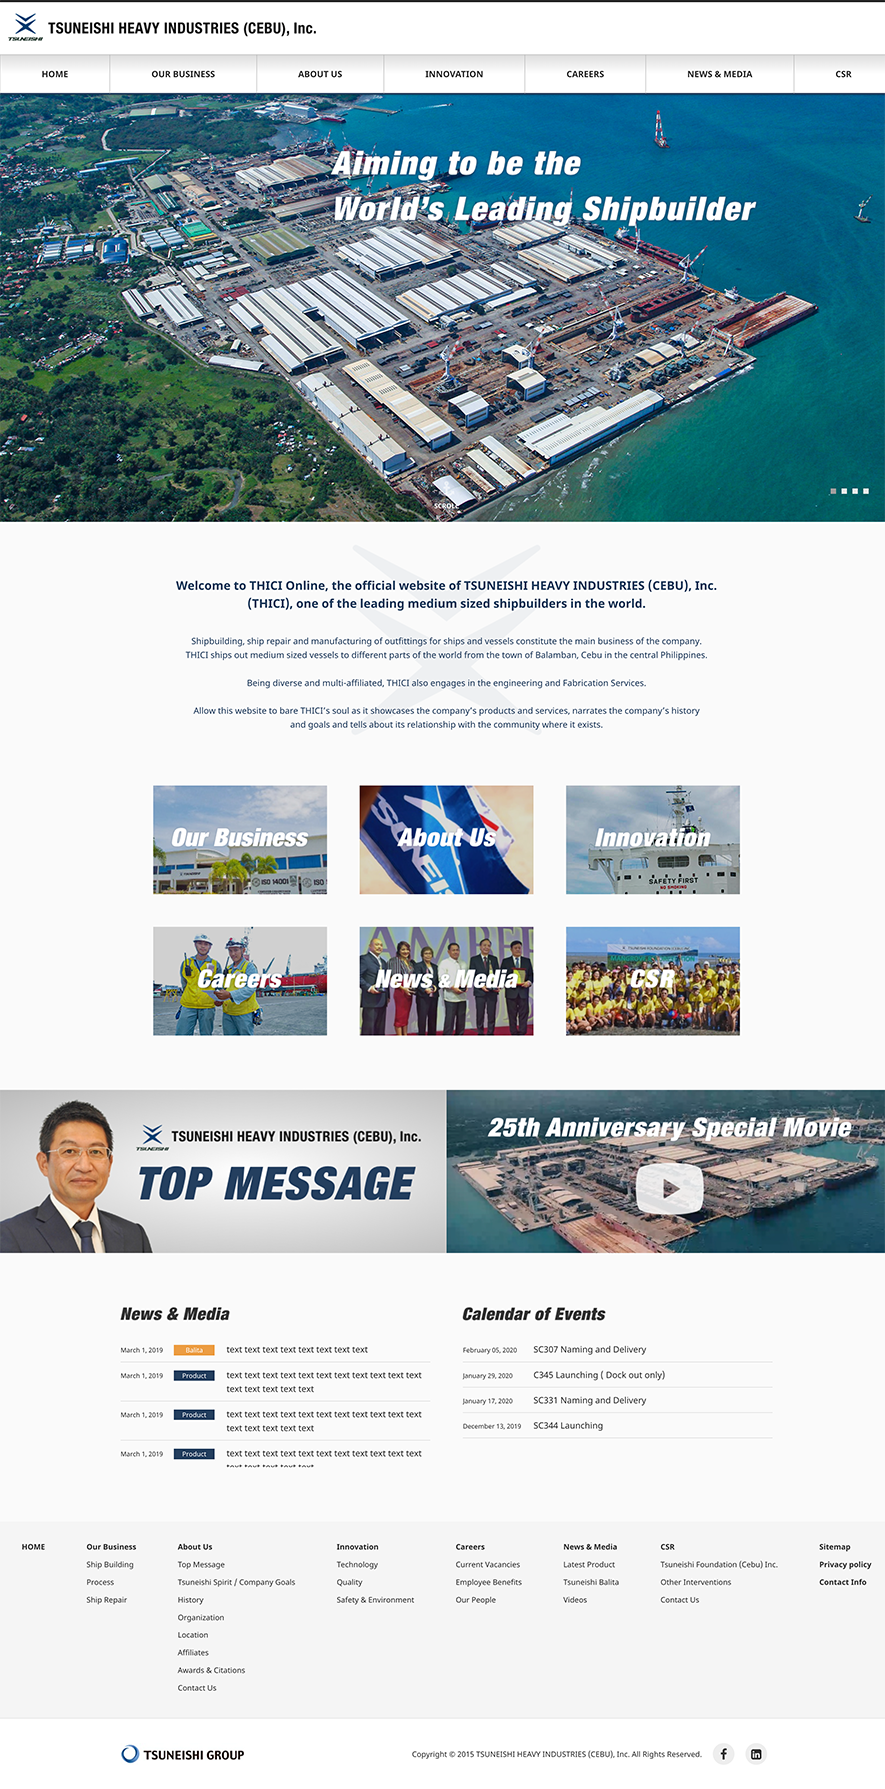 TSUNEISHI
TSUNEISHI HEAVY INDUSTRIES (CEBU), Inc.
HOME
OUR BUSINESS
ABOUT US
INNOVATION
CAREERS
NEWS & MEDIA
CSR
Aiming to be the
World's Leading Shipbuilder
SCROLL
Welcome to THICI Online, the official website of TSUNEISHI HEAVY INDUSTRIES (CEBU), Inc.
(THICI), one of the leading medium sized shipbuilders in the world.
Shipbuilding, ship repair and manufacturing of outfittings for ships and vessels constitute the main business of the company.
THICI ships out medium sized vessels to different parts of the world from the town of Balamban, Cebu in the central Philippines.
Being diverse and multi-affiliated, THICI also engages in the engineering and Fabrication Services.
Allow this website to bare THICI's soul as it showcases the company's products and services, narrates the company's history
and goals and tells about its relationship with the community where it exists.
Our Business
ISO 14001
ISO
About Us
TSUNEIS
Innovation
SAFETY FIRST
NO SMOKING
Careers
News & Media
TSUNEISHI FOUNDATION (CEBU), INC.
CSR
TSUNEISHI
TSUNEISHI HEAVY INDUSTRIES (CEBU), Inc.
TOP MESSAGE
25th Anniversary Special Movie
News & Media
March 1, 2019 Balita text text text text text text text text
March 1, 2019 Product text text text text text text text text text text text
text text text text text
March 1, 2019 Product text text text text text text text text text text text
text text text text text
March 1, 2019 Product text text text text text text text text text text text
text text text text text
Calendar of Events
February 05, 2020 SC307 Naming and Delivery
January 29, 2020 C345 Launching ( Dock out only)
January 17, 2020 SC331 Naming and Delivery
December 13, 2019 SC344 Launching
HOME
Our Business
Ship Building
Process
Ship Repair
About Us
Top Message
Tsuneishi Spirit / Company Goals
History
Organization
Location
Affiliates
Awards & Citations
Contact Us
Innovation
Technology
Quality
Safety & Environment
Careers
Current Vacancies
Employee Benefits
Our People
News & Media
Latest Product
Tsuneishi Balita
Videos
CSR
Tsuneishi Foundation (Cebu) Inc.
Other Interventions
Contact Us
Sitemap
Privacy policy
Contact Info
TSUNEISHI GROUP
Copyright © 2015 TSUNEISHI HEAVY INDUSTRIES (CEBU), Inc. All Rights Reserved.